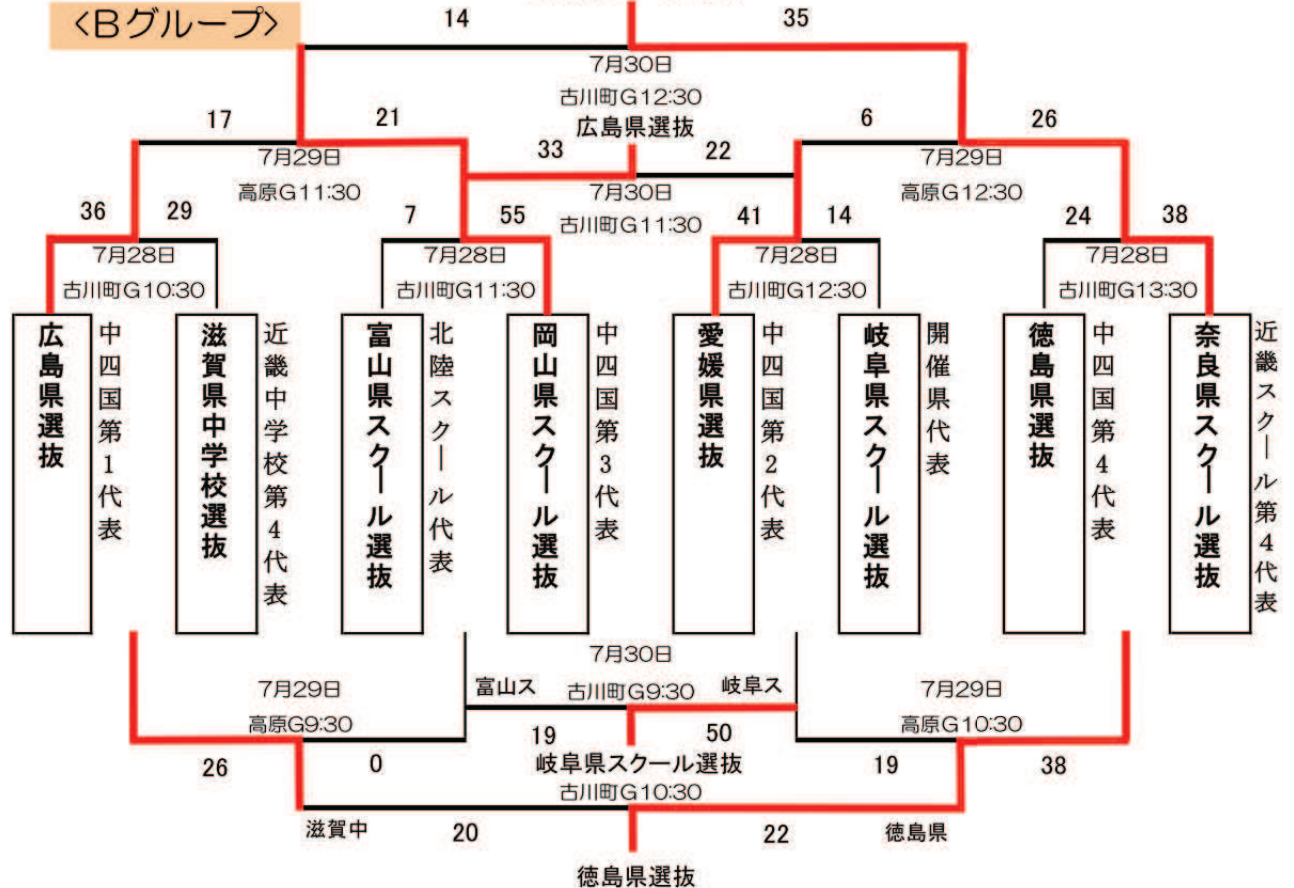 <Bグループ>
14
35
7月30日
古川町G12:30
広島県選抜
17
21
33
22
6
26
7月29日
高原G11:30
7月30日
古川町G11:30
7月29日
高原G12:30
36
29
7
55
41
14
24
38
7月28日
古川町G10:30
7月28日
古川町G11:30
7月28日
古川町G12:30
7月28日
古川町G13:30
広島県選抜
中四国第1代表
滋賀県中学校選抜
近畿中学校第4代表
富山県スクール選抜
北陸スクール代表
岡山県スクール選抜
中四国第3代表
愛媛県選抜
中四国第2代表
岐阜県スクール選抜
開催県代表
徳島県選抜
中四国第4代表
奈良県スクール選抜
近畿スクール第4代表
7月29日
高原G9:30
富山ス
7月30日
古川町G9:30
岐阜ス
7月29日
高原G10:30
26
0
19
50
19
38
岐阜県スクール選抜
古川町G10:30
滋賀中
20
22
徳島県
徳島県選抜